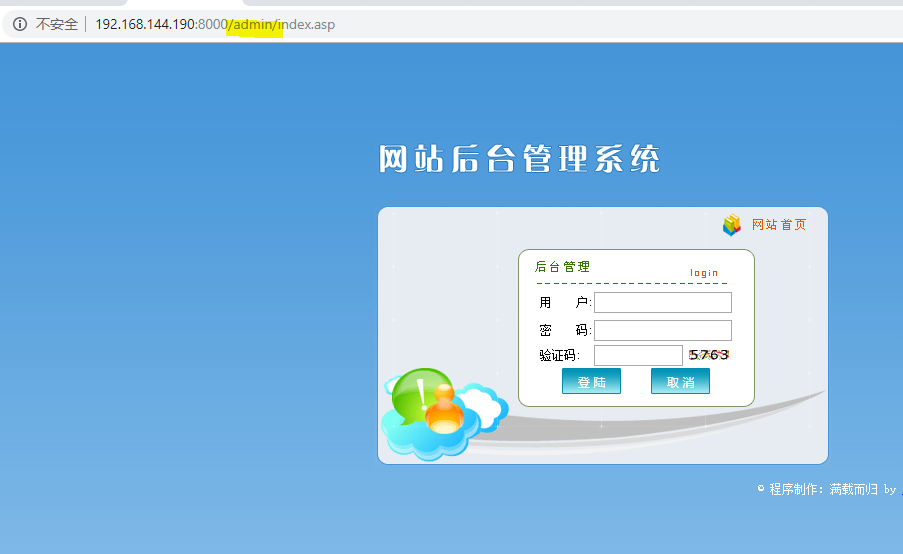 不安全 192.168.144.190:8000/admin/index.asp
网站后台管理系统
网站首页
后台管理
login
用 户:
密 码:
验证码: 5763
登 陆 取 消
© 程序制作: 满载而归 by